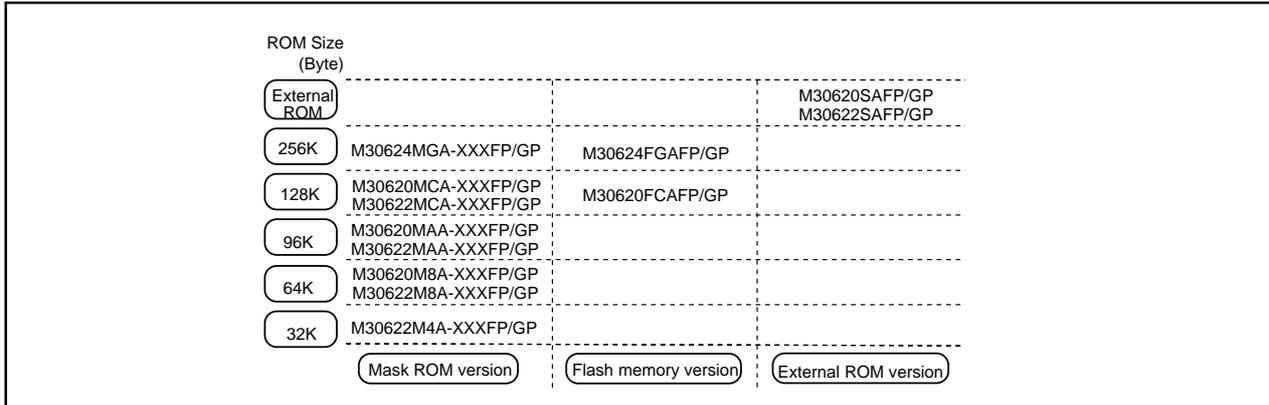 ROM Size
(Byte)
External
ROM
M30620SAFP/GP
M30622SAFP/GP
256K
M30624MGA-XXXFP/GP
M30624FGAFP/GP
128K
M30620MCA-XXXFP/GP
M30622MCA-XXXFP/GP
M30620FCAFP/GP
96K
M30620MAA-XXXFP/GP
M30622MAA-XXXFP/GP
64K
M30620M8A-XXXFP/GP
M30622M8A-XXXFP/GP
32K
M30622M4A-XXXFP/GP
Mask ROM version
Flash memory version
External ROM version